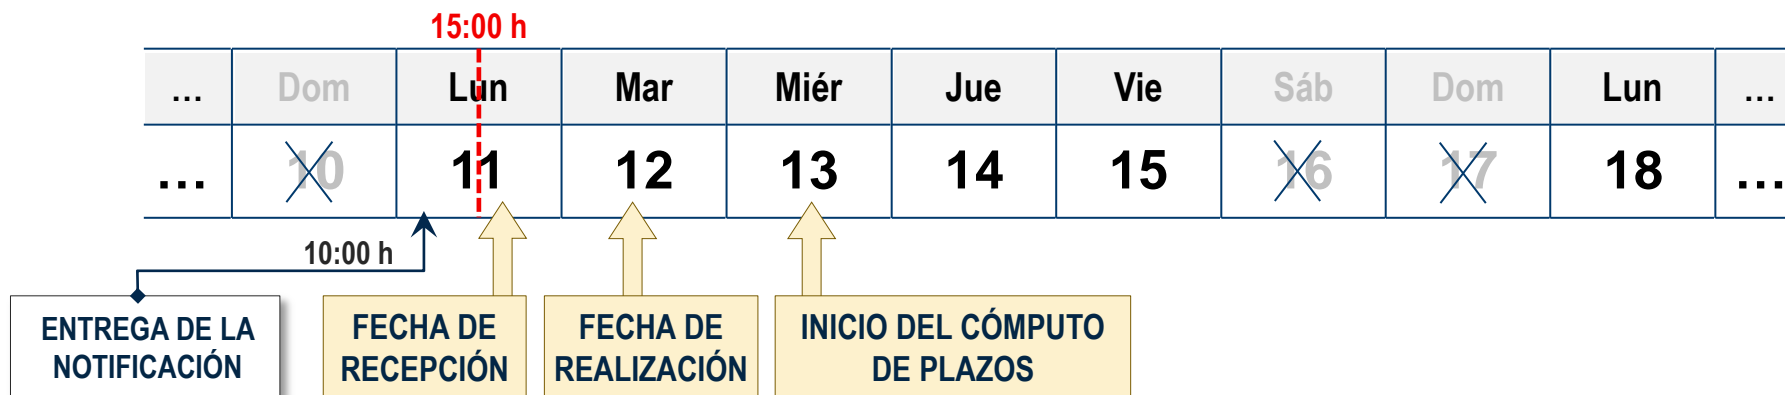 15:00 h
... Dom Lun Mar Miér Jue Vie Sáb Dom Lun ...
... 10 11 12 13 14 15 16 17 18 ...
10:00 h
ENTREGA DE LA
NOTIFICACIÓN
FECHA DE
RECEPCIÓN
FECHA DE
REALIZACIÓN
INICIO DEL CÓMPUTO
DE PLAZOS